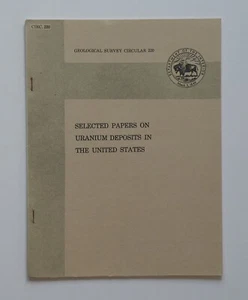 GEOLOGICAL SURVEY CIRCULAR 220
SELECTED PAPERS ON
URANIUM DEPOSITS IN
THE UNITED STATES